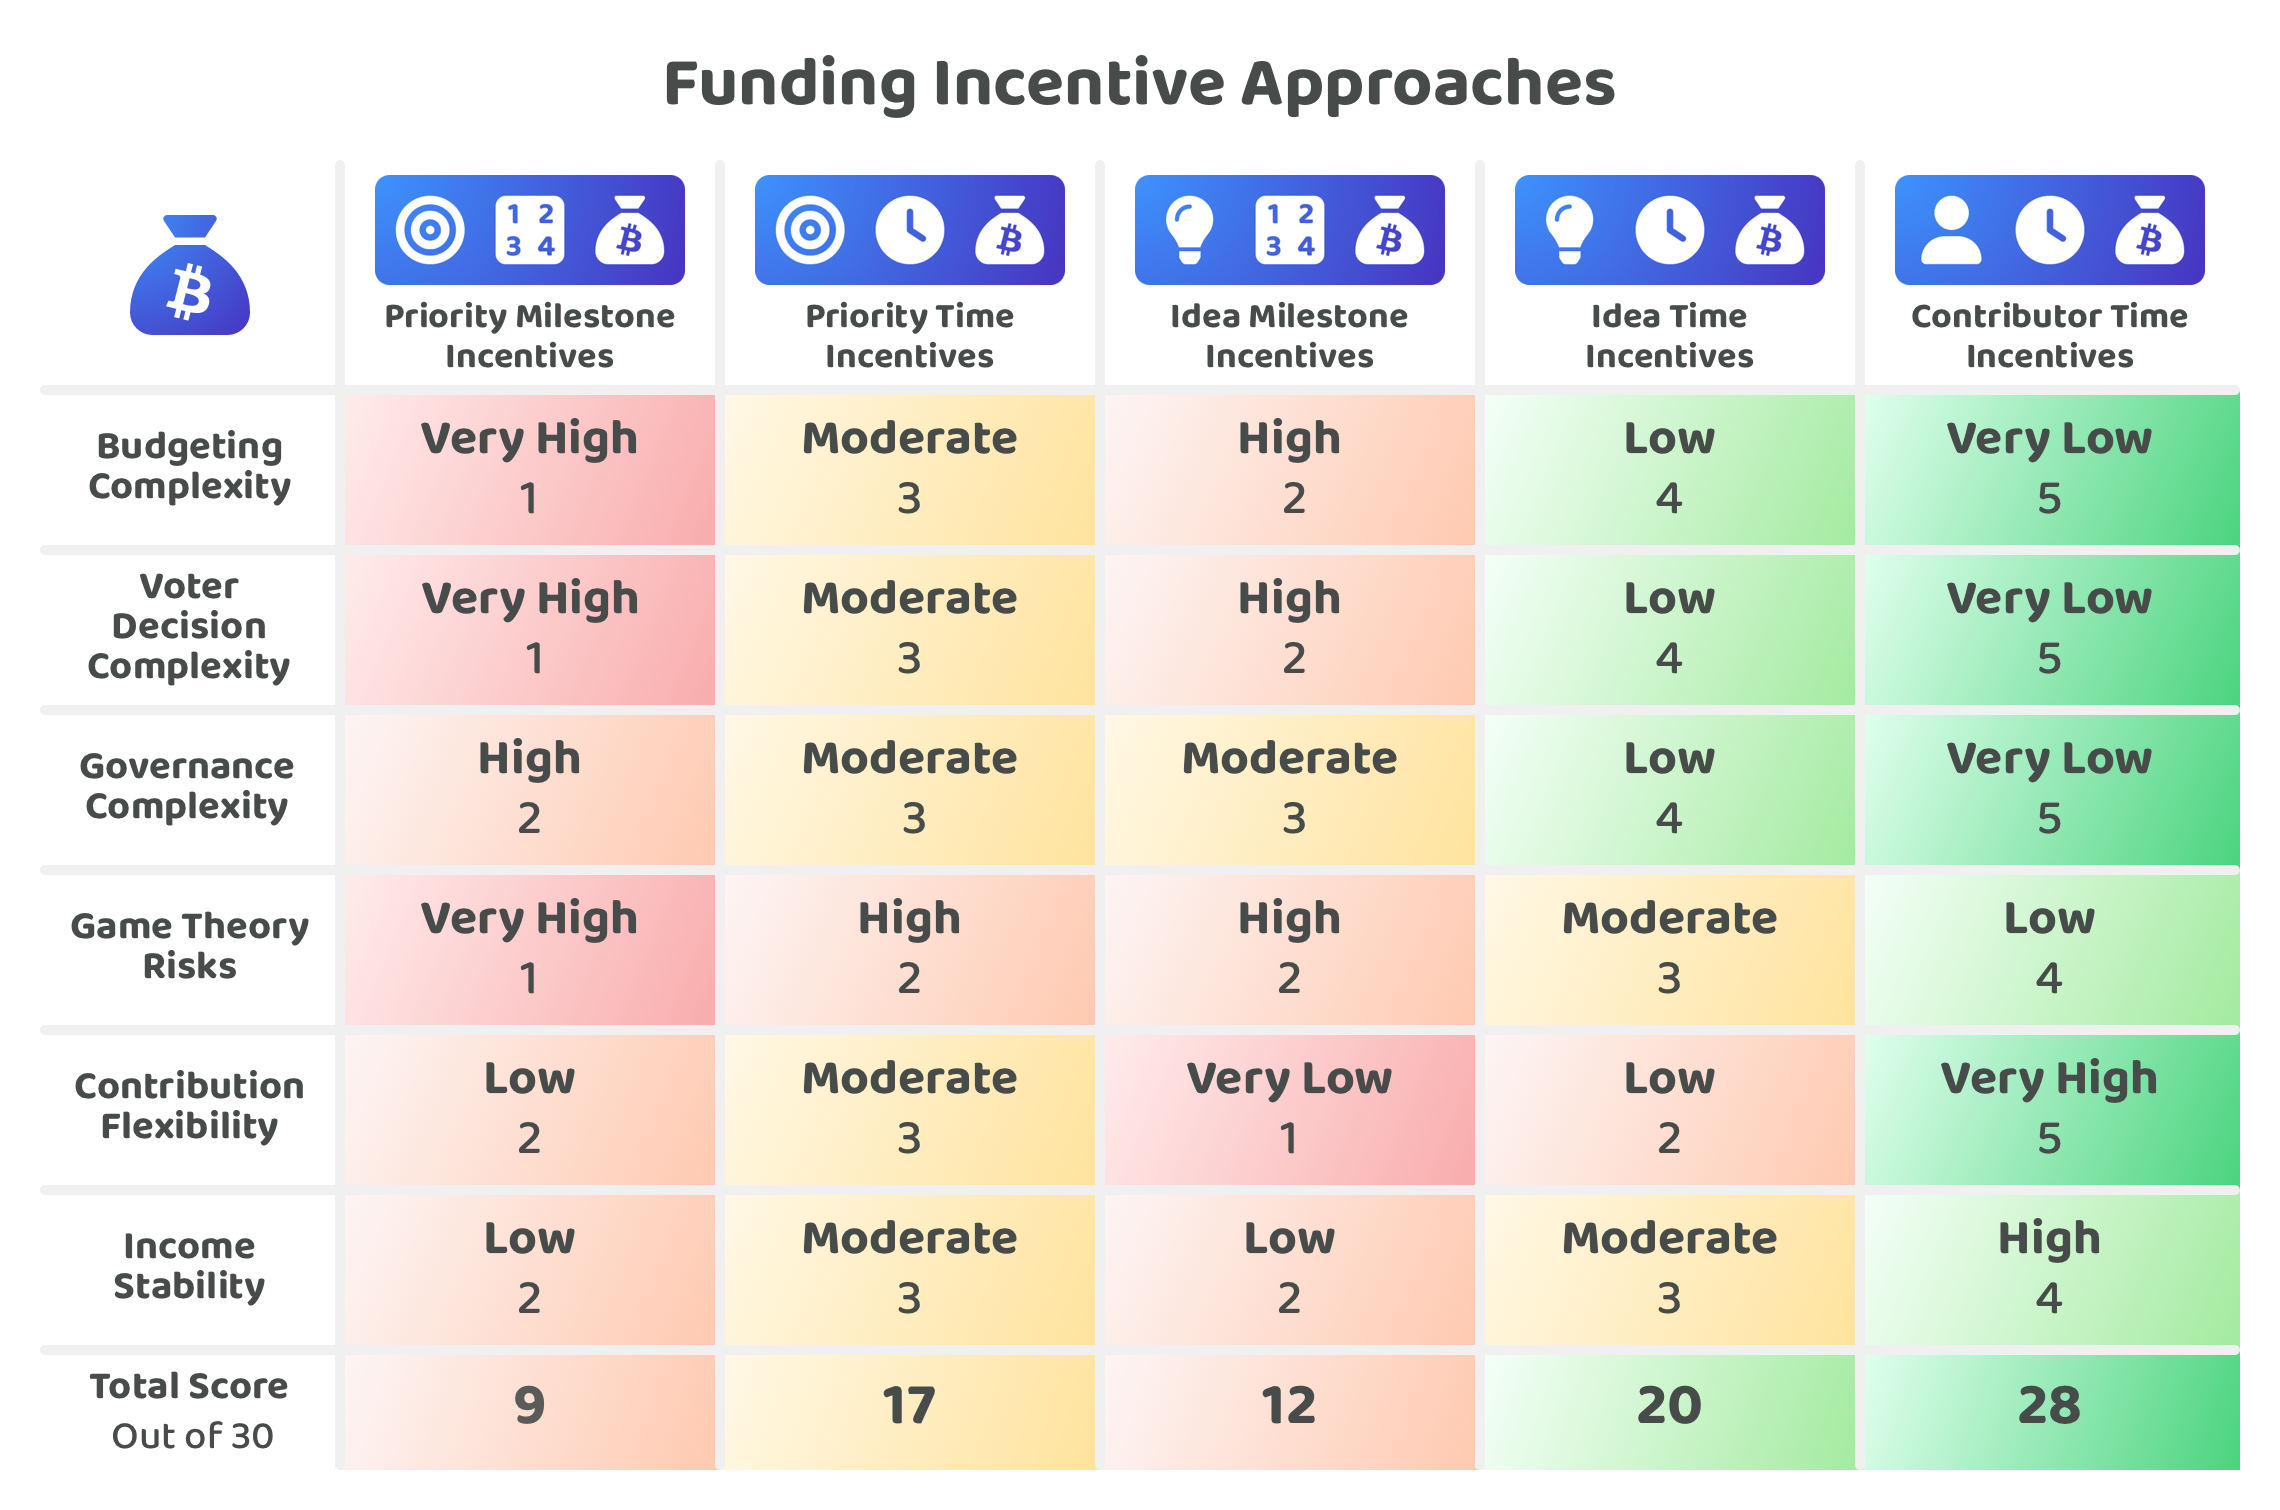 Funding Incentive Approaches
1 2
3 4
1 2
3 4
Priority Milestone
Incentives
Priority Time
Incentives
Idea Milestone
Incentives
Idea Time
Incentives
Contributor Time
Incentives
Budgeting
Complexity
Very High
1
Moderate
3
High
2
Low
4
Very Low
5
Voter
Decision
Complexity
Very High
1
Moderate
3
High
2
Low
4
Very Low
5
Governance
Complexity
High
2
Moderate
3
Moderate
3
Low
4
Very Low
5
Game Theory
Risks
Very High
1
High
2
High
2
Moderate
3
Low
4
Contribution
Flexibility
Low
2
Moderate
3
Very Low
1
Low
2
Very High
5
Income
Stability
Low
2
Moderate
3
Low
2
Moderate
3
High
4
Total Score
Out of 30
9
17
12
20
28